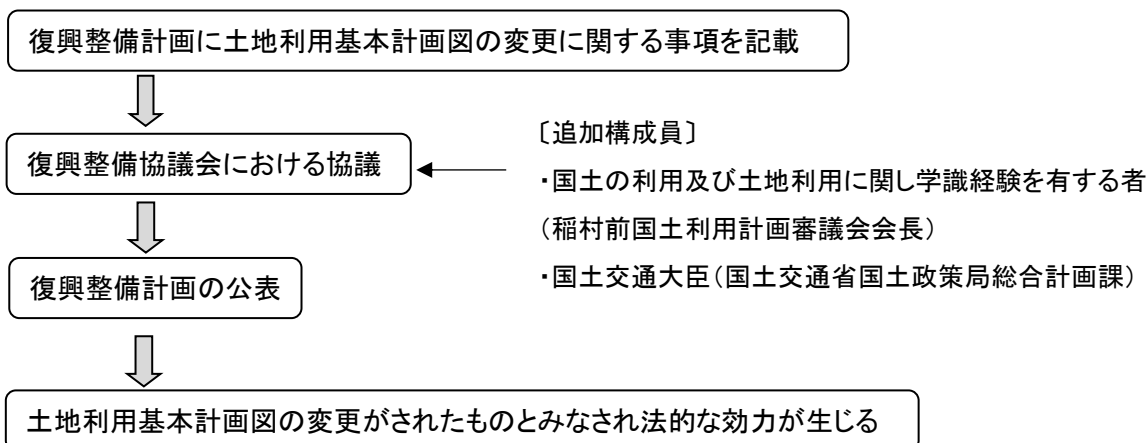 復興整備計画に土地利用基本計画図の変更に関する事項を記載
復興整備協議会における協議
〔追加構成員〕
・国土の利用及び土地利用に関し学識経験を有する者
（稲村前国土利用計画審議会会長）
・国土交通大臣（国土交通省国土政策局総合計画課）
復興整備計画の公表
土地利用基本計画図の変更がされたものとみなされ法的な効力が生じる